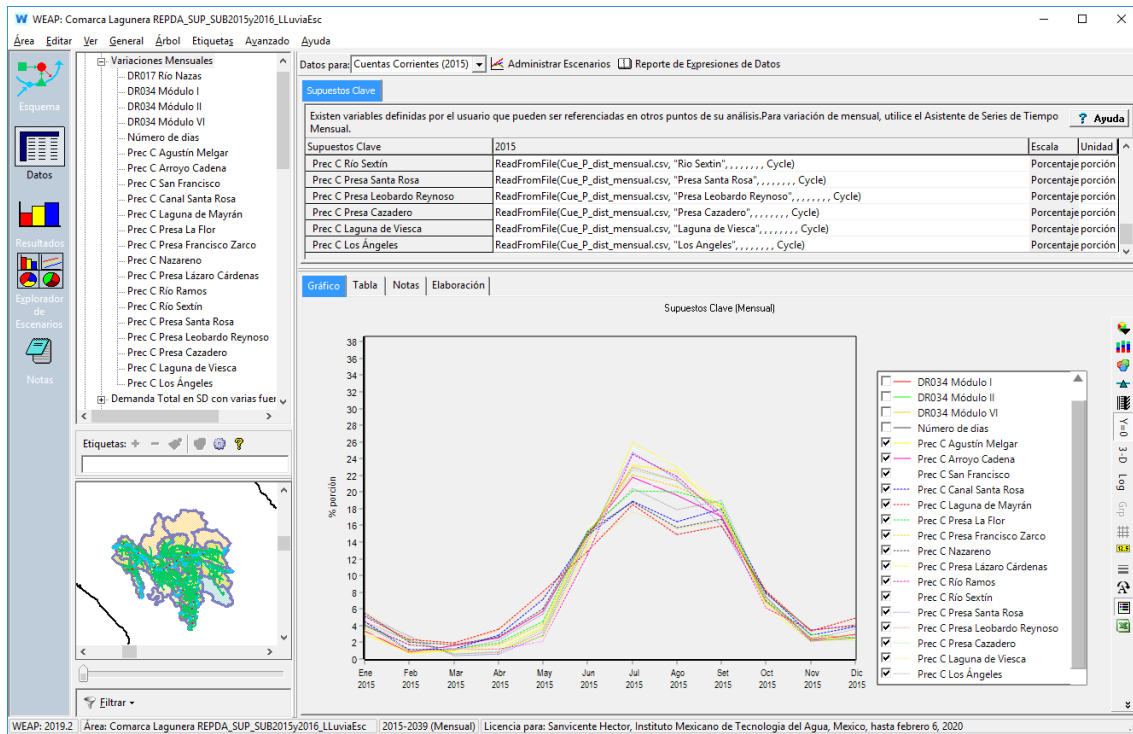 WEAP: Comarca Lagunera REPDA_SUP_SUB2015y2016_LLuviaEsc
Área Editar Ver General Árbol Etiquetas Avanzado Ayuda
Esquema
Datos
Resultados
Explorador
de
Escenarios
Notas
Variaciones Mensuales
DR017 Río Nazas
DR034 Módulo I
DR034 Módulo II
DR034 Módulo VI
Número de dias
Prec C Agustín Melgar
Prec C Arroyo Cadena
Prec C San Francisco
Prec C Canal Santa Rosa
Prec C Laguna de Mayrán
Prec C Presa La Flor
Prec C Presa Francisco Zarco
Prec C Nazareno
Prec C Presa Lázaro Cárdenas
Prec C Río Ramos
Prec C Río Sextín
Prec C Presa Santa Rosa
Prec C Presa Leobardo Reynoso
Prec C Presa Cazadero
Prec C Laguna de Viesca
Prec C Los Ángeles
Demanda Total en SD con varias fuer
Etiquetas:
Filtrar
Datos para: Cuentas Corrientes (2015) Administrar Escenarios Reporte de Expresiones de Datos
Supuestos Clave
Existen variables definidas por el usuario que pueden ser referenciadas en otros puntos de su análisis.Para variación de mensual, utilice el Asistente de Series de Tiempo
Mensual.
? Ayuda
Supuestos Clave 2015 Escala Unidad
Prec C Río Sextín ReadFromFile(Cue_P_dist_mensual.csv, "Rio Sextin", , , , , , , , Cycle) Porcentaje porción
Prec C Presa Santa Rosa ReadFromFile(Cue_P_dist_mensual.csv, "Presa Santa Rosa", , , , , , , , Cycle) Porcentaje porción
Prec C Presa Leobardo Reynoso ReadFromFile(Cue_P_dist_mensual.csv, "Presa Leobardo Reynoso", , , , , , , , Cycle) Porcentaje porción
Prec C Presa Cazadero ReadFromFile(Cue_P_dist_mensual.csv, "Presa Cazadero", , , , , , , , Cycle) Porcentaje porción
Prec C Laguna de Viesca ReadFromFile(Cue_P_dist_mensual.csv, "Laguna de Viesca", , , , , , , , Cycle) Porcentaje porción
Prec C Los Ángeles ReadFromFile(Cue_P_dist_mensual.csv, "Los Angeles", , , , , , , , Cycle) Porcentaje porción
Gráfico Tabla Notas Elaboración
Supuestos Clave (Mensual)
% porción
38
36
34
32
30
28
26
24
22
20
18
16
14
12
10
8
6
4
2
0
Ene Feb Mar Abr May Jun Jul Ago Set Oct Nov Dic
2015 2015 2015 2015 2015 2015 2015 2015 2015 2015 2015 2015
DR034 Módulo I
DR034 Módulo II
DR034 Módulo VI
Número de dias
Prec C Agustín Melgar
Prec C Arroyo Cadena
Prec C San Francisco
Prec C Canal Santa Rosa
Prec C Laguna de Mayrán
Prec C Presa La Flor
Prec C Presa Francisco Zarco
Prec C Nazareno
Prec C Presa Lázaro Cárdenas
Prec C Río Ramos
Prec C Río Sextín
Prec C Presa Santa Rosa
Prec C Presa Leobardo Reynoso
Prec C Presa Cazadero
Prec C Laguna de Viesca
Prec C Los Ángeles
Y=0
3-D
Log
Grp
12.5
WEAP: 2019.2 Área: Comarca Lagunera REPDA_SUP_SUB2015y2016_LLuviaEsc 2015-2039 (Mensual) Licencia para: Sanvicente Hector, Instituto Mexicano de Tecnologia del Agua, Mexico, hasta febrero 6, 2020